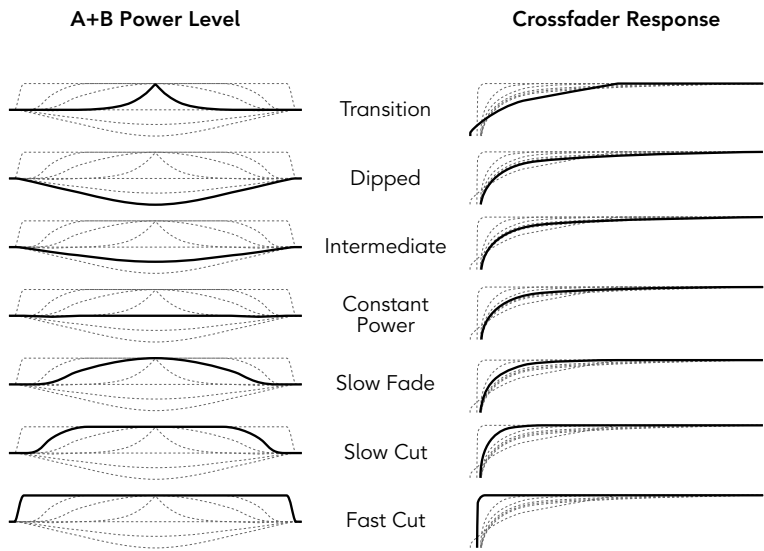 A+B Power Level
Crossfader Response
Transition
Dipped
Intermediate
Constant
Power
Slow Fade
Slow Cut
Fast Cut